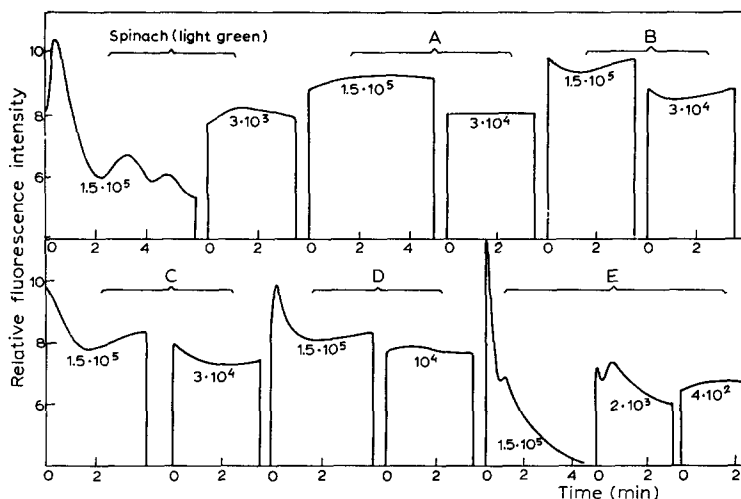 Relative fluorescence intensity
Spinach (light green)
A
B
10
8
6
1.5·10⁵
3·10³
1.5·10⁵
3·10⁴
1.5·10⁵
3·10⁴
0 2 4 0 2 0 2 4 0 2 0 2 0 2
C
D
E
10
8
6
1.5·10⁵
3·10⁴
1.5·10⁵
10⁴
1.5·10⁵
2·10³
4·10²
0 2 0 2 0 2 0 2 0 2 4 0 2 0 2
Time (min)